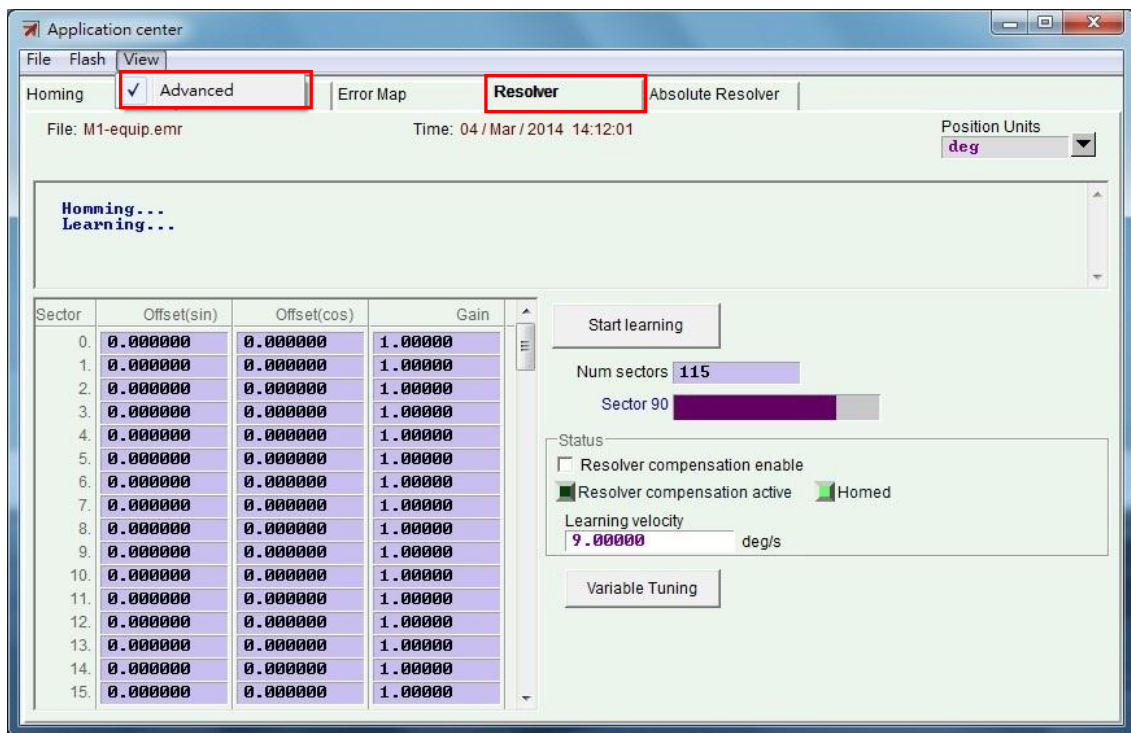 Application center
File Flash View
✓ Advanced
Homing Error Map Resolver Absolute Resolver
File: M1-equip.emr Time: 04 / Mar / 2014 14:12:01 Position Units
deg
Homming...
Learning...
Sector Offset(sin) Offset(cos) Gain
0. 0.000000 0.000000 1.00000
1. 0.000000 0.000000 1.00000
2. 0.000000 0.000000 1.00000
3. 0.000000 0.000000 1.00000
4. 0.000000 0.000000 1.00000
5. 0.000000 0.000000 1.00000
6. 0.000000 0.000000 1.00000
7. 0.000000 0.000000 1.00000
8. 0.000000 0.000000 1.00000
9. 0.000000 0.000000 1.00000
10. 0.000000 0.000000 1.00000
11. 0.000000 0.000000 1.00000
12. 0.000000 0.000000 1.00000
13. 0.000000 0.000000 1.00000
14. 0.000000 0.000000 1.00000
15. 0.000000 0.000000 1.00000
Start learning
Num sectors 115
Sector 90
Status
Resolver compensation enable
Resolver compensation active Homed
Learning velocity
9.00000 deg/s
Variable Tuning